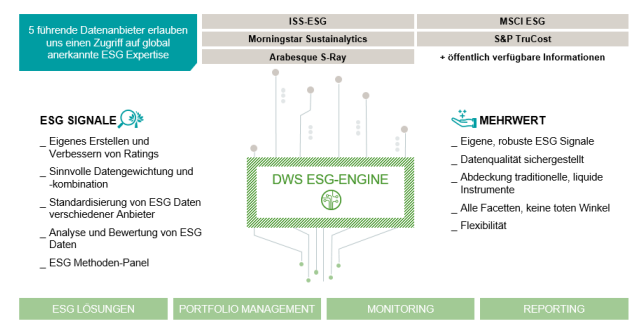 5 führende Datenanbieter erlauben
uns einen Zugriff auf global
anerkannte ESG Expertise
ISS-ESG
MSCI ESG
Morningstar Sustainalytics
S&P TruCost
Arabesque S-Ray
+ öffentlich verfügbare Informationen
ESG SIGNALE
_ Eigenes Erstellen und
Verbessern von Ratings
_ Sinnvolle Datengewichtung und
-kombination
_ Standardisierung von ESG Daten
verschiedener Anbieter
_ Analyse und Bewertung von ESG
Daten
_ ESG Methoden-Panel
DWS ESG-ENGINE
MEHRWERT
_ Eigene, robuste ESG Signale
_ Datenqualität sichergestellt
_ Abdeckung traditionelle, liquide
Instrumente
_ Alle Facetten, keine toten Winkel
_ Flexibilität
ESG LÖSUNGEN
PORTFOLIO MANAGEMENT
MONITORING
REPORTING